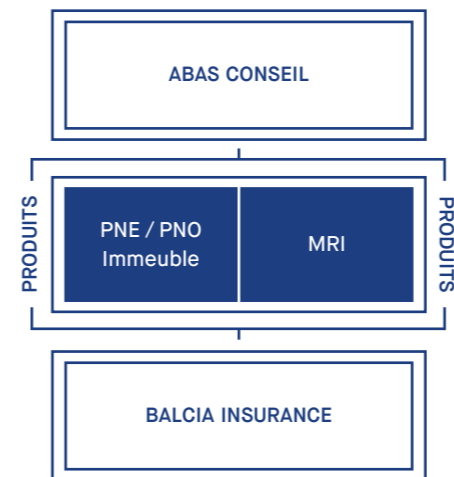 ABAS CONSEIL
PRODUITS
PNE / PNO
Immeuble
MRI
PRODUITS
BALCIA INSURANCE